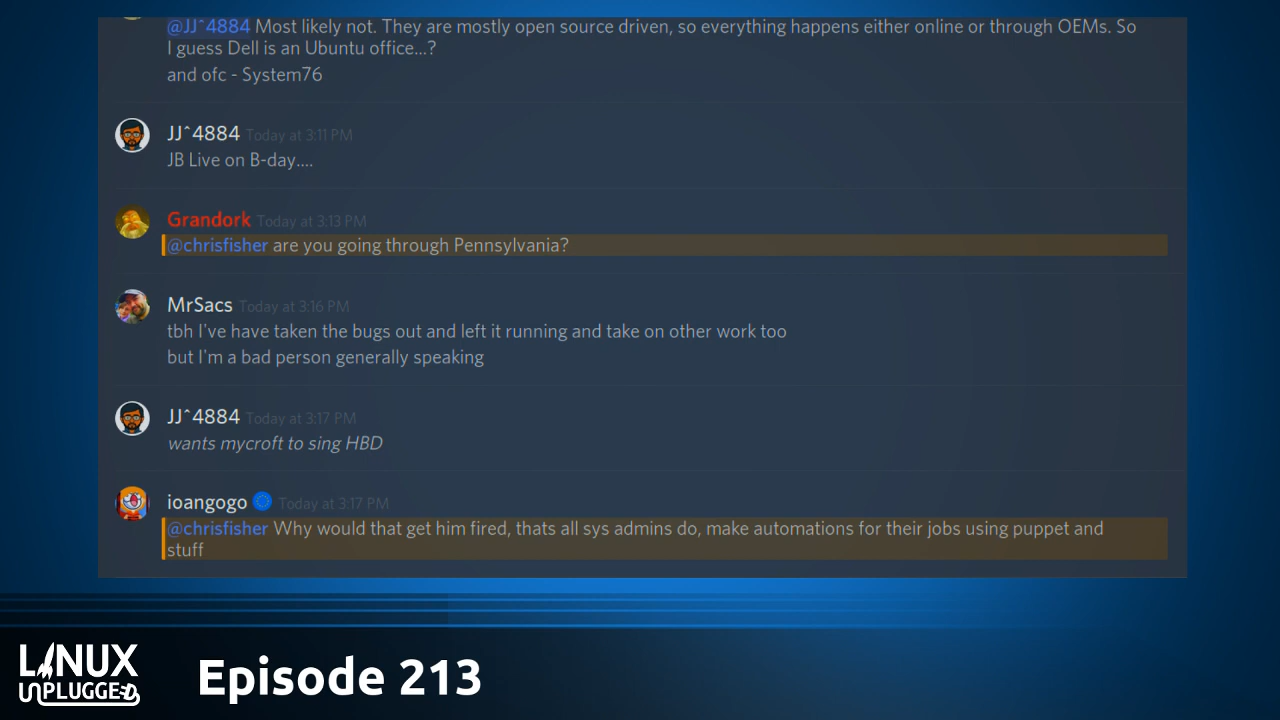 @JJ^4884 Most likely not. They are mostly open source driven, so everything happens either online or through OEMs. So
I guess Dell is an Ubuntu office...?
and ofc - System76
JJ^4884 Today at 3:11 PM
JB Live on B-day....
Grandork Today at 3:13 PM
@chrisfisher are you going through Pennsylvania?
MrSacs Today at 3:16 PM
tbh I've have taken the bugs out and left it running and take on other work too
but I'm a bad person generally speaking
JJ^4884 Today at 3:17 PM
wants mycroft to sing HBD
ioangogo Today at 3:17 PM
@chrisfisher Why would that get him fired, thats all sys admins do, make automations for their jobs using puppet and
stuff
LINUX
UNPLUGGED
Episode 213